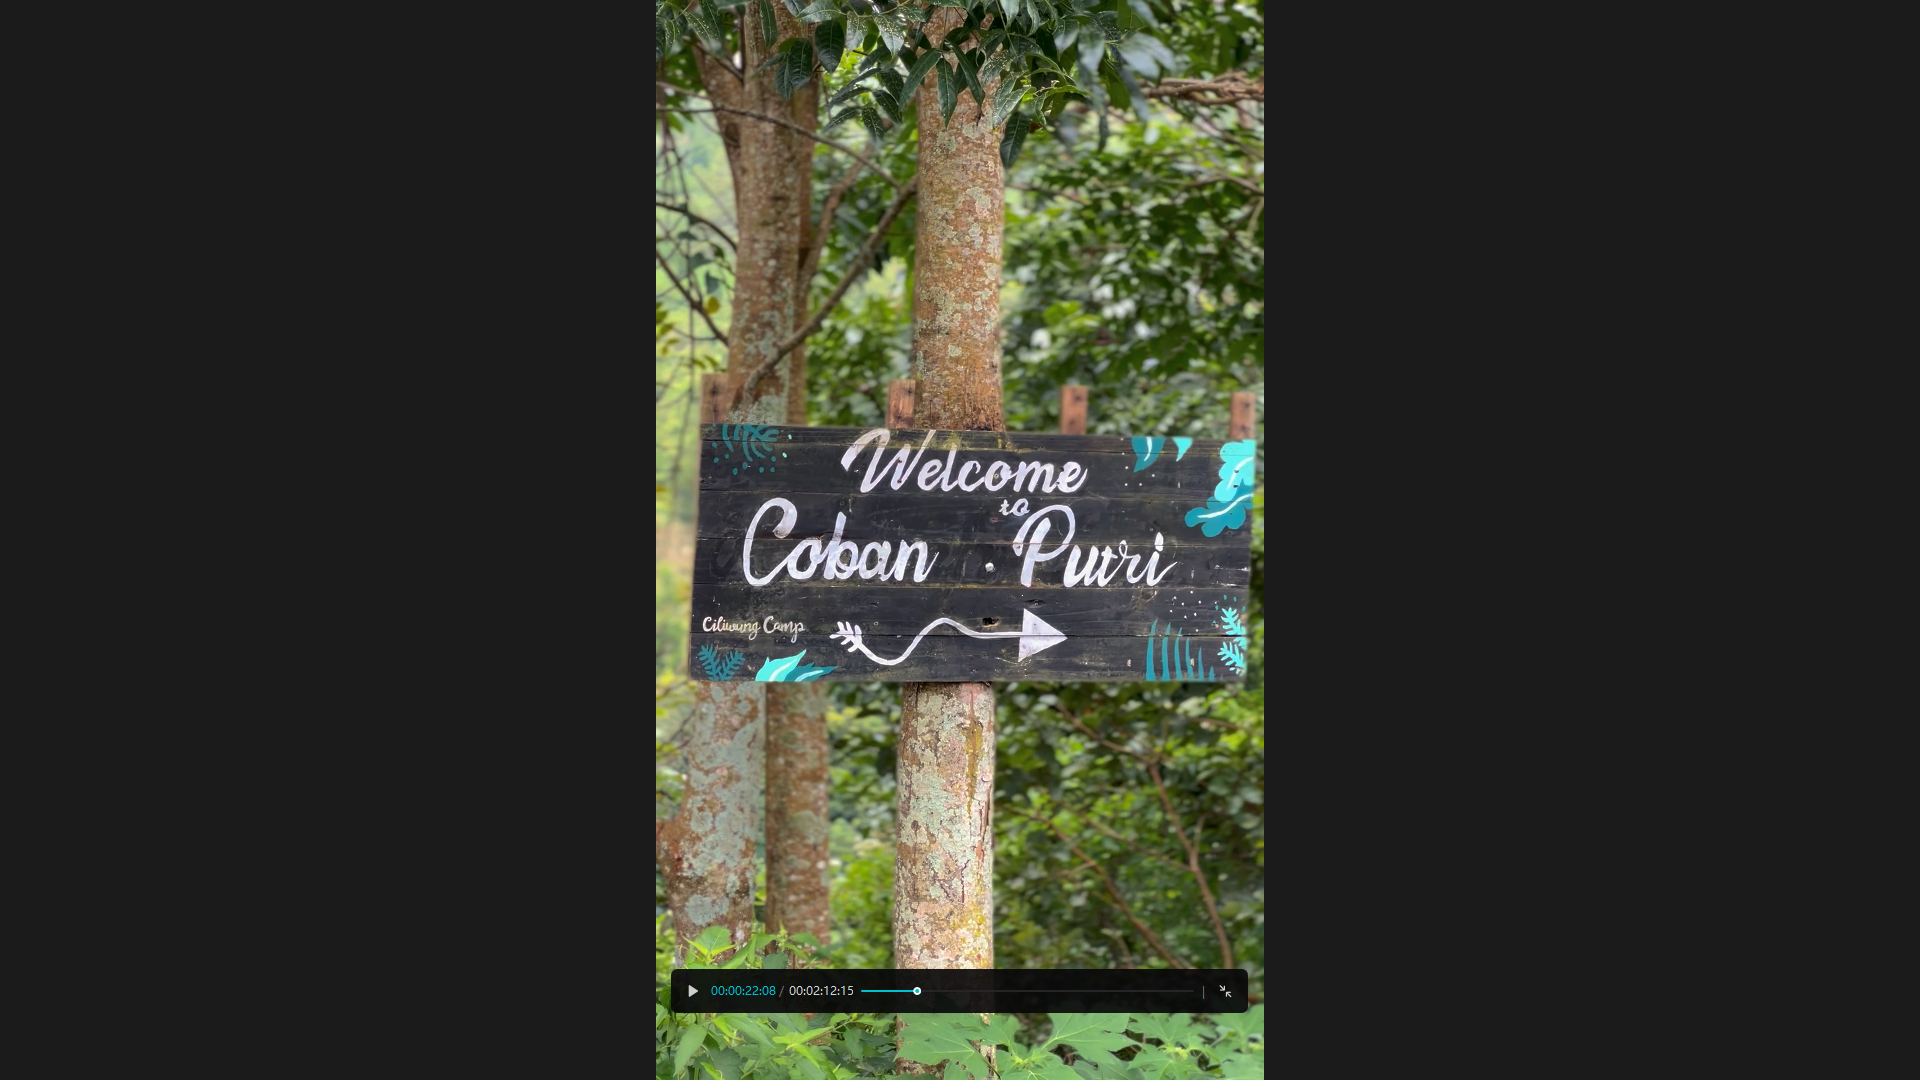 Welcome
to
Coban . Putri
Ciliwung Camp
00:00:22:08 / 00:02:12:15